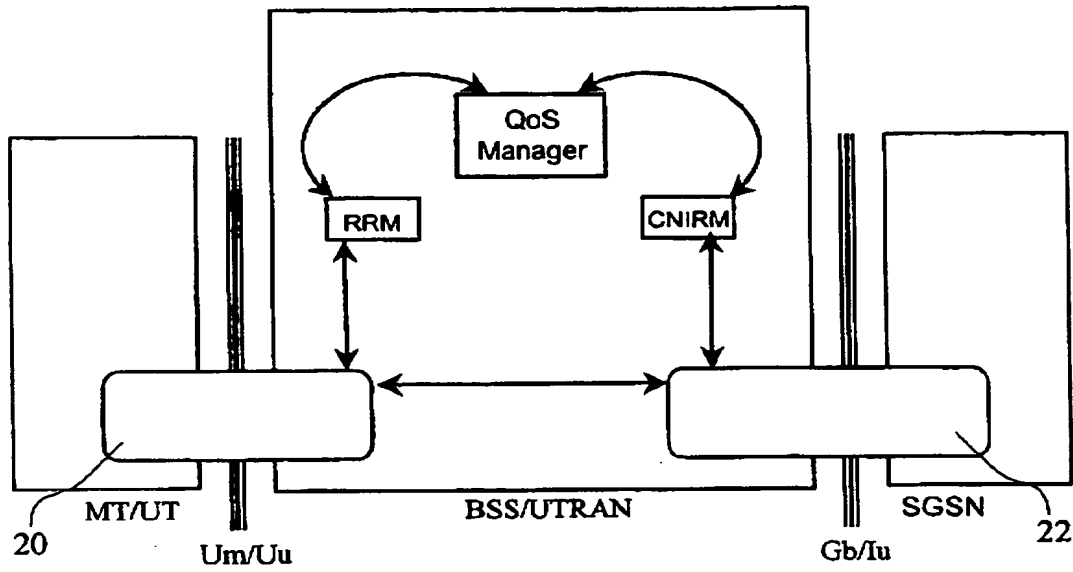 QoS
Manager
RRM
CNIRM
MT/UT
BSS/UTRAN
SGSN
20
22
Um/Uu
Gb/Iu